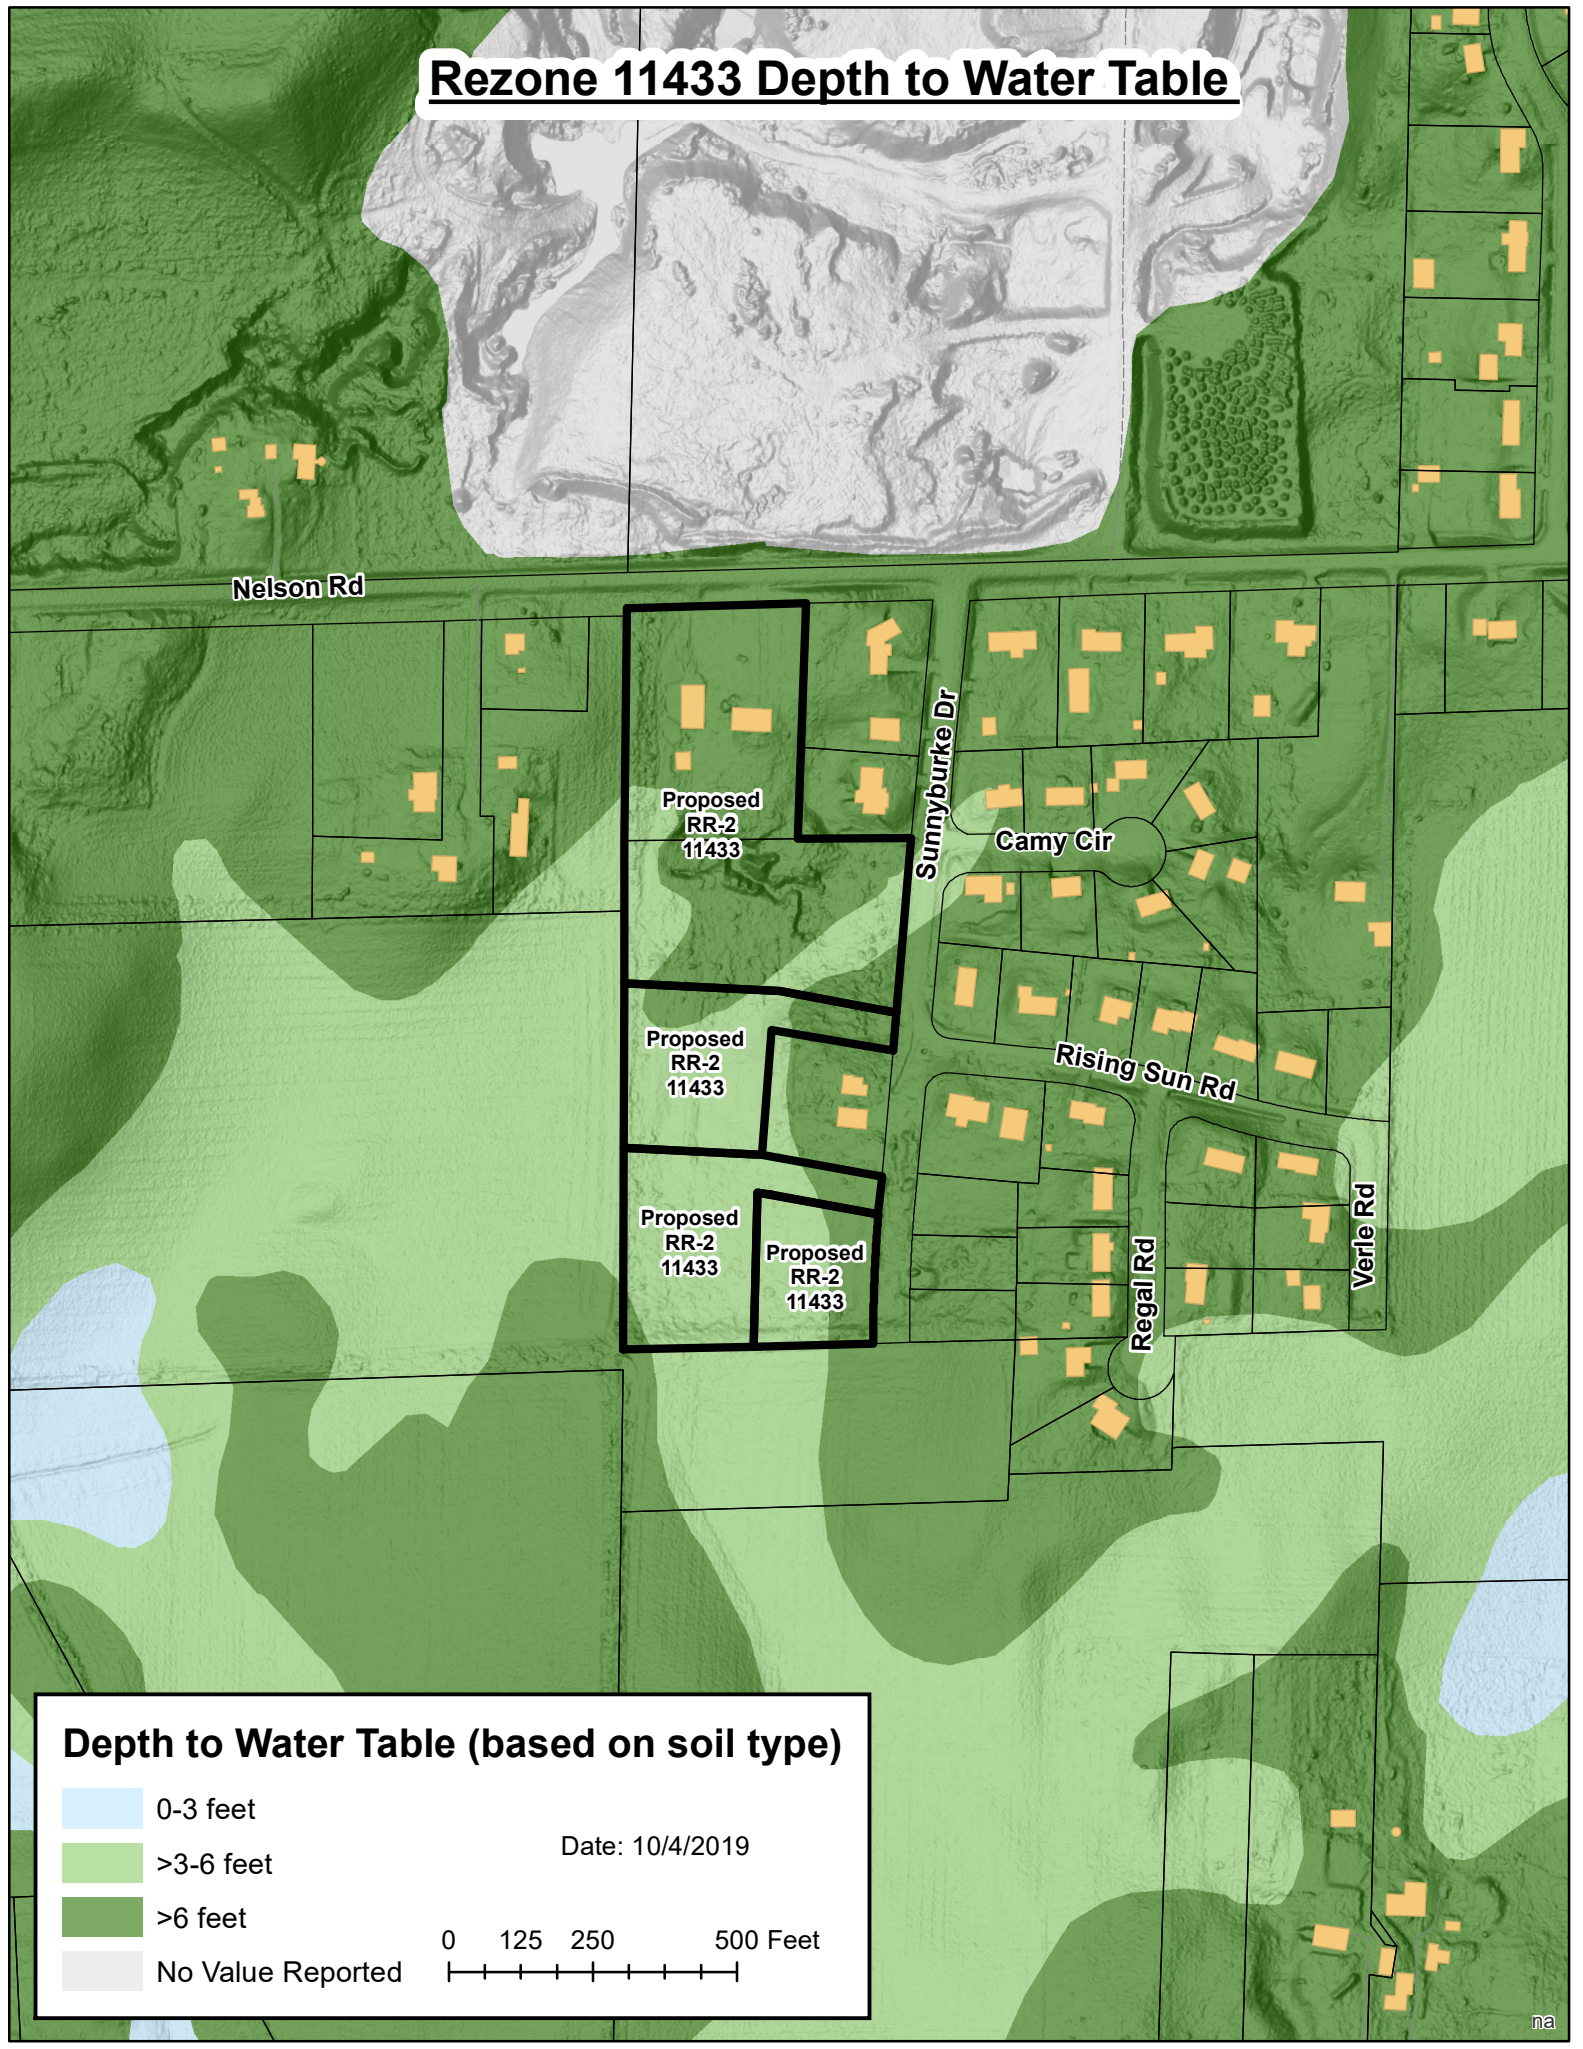 Rezone 11433 Depth to Water Table
Nelson Rd
Sunnyburke Dr
Proposed
RR-2
11433
Camy Cir
Proposed
RR-2
11433
Rising Sun Rd
Proposed
RR-2
11433
Proposed
RR-2
11433
Regal Rd
Verle Rd
Depth to Water Table (based on soil type)
0-3 feet
>3-6 feet
>6 feet
No Value Reported
Date: 10/4/2019
0 125 250 500 Feet
na